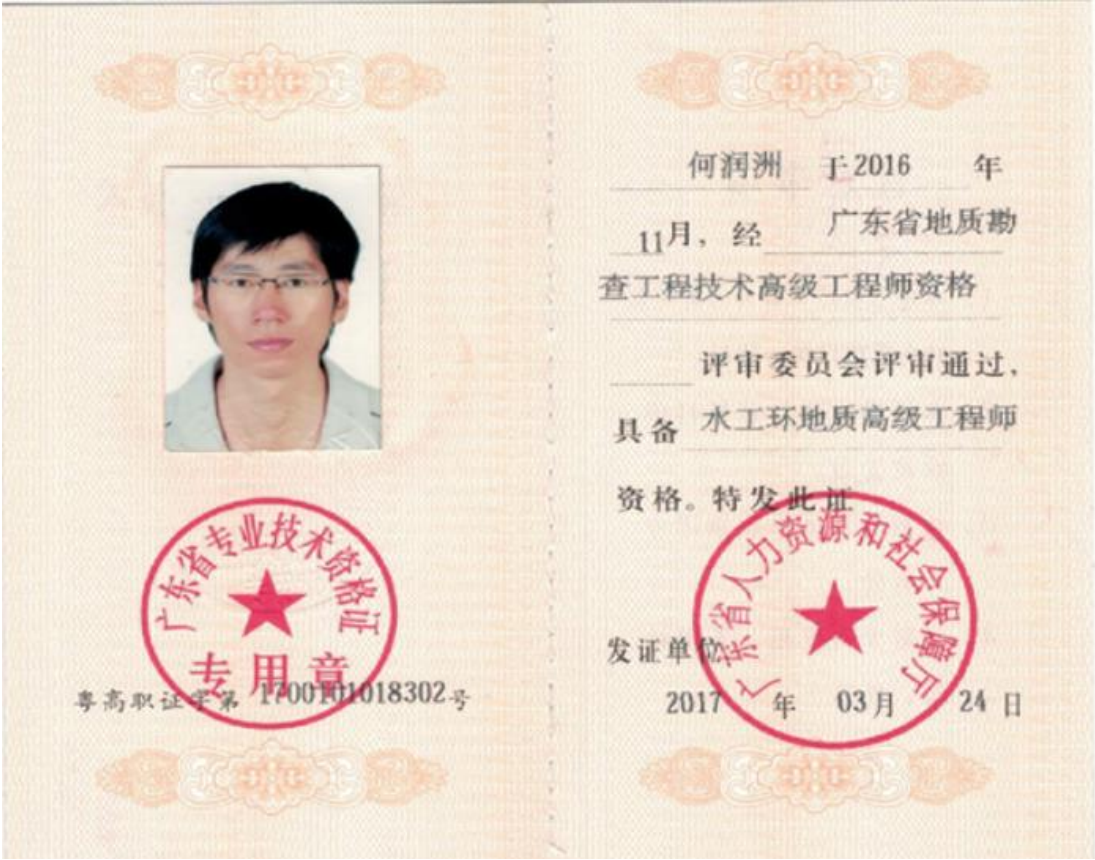 广东省专业技术资格证
专用章
粤高职证字第 1700101018302号
何润洲 于2016 年
11月，经 广东省地质勘
查工程技术高级工程师资格
评审委员会评审通过，
具备 水工环地质高级工程师
资格。特发此证
广东省人力资源和社会保障厅
发证单位
2017 年 03月 24日